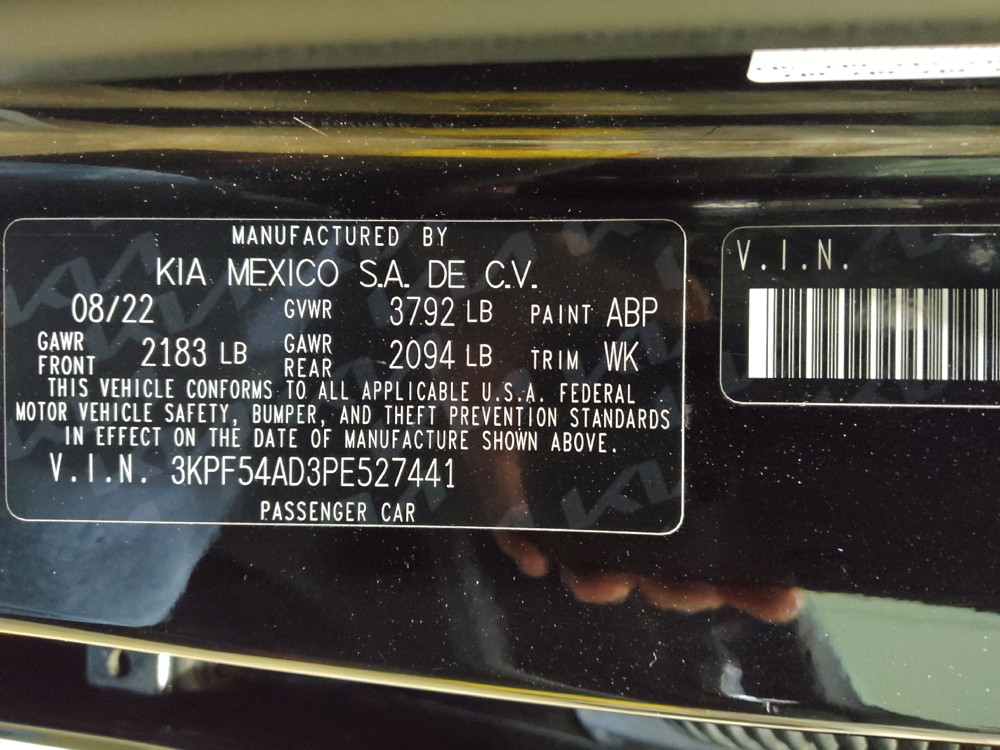 MANUFACTURED BY
KIA MEXICO S.A. DE C.V.
08/22 GVWR 3792 LB PAINT ABP
GAWR FRONT 2183 LB GAWR REAR 2094 LB TRIM WK
THIS VEHICLE CONFORMS TO ALL APPLICABLE U.S.A. FEDERAL
MOTOR VEHICLE SAFETY, BUMPER, AND THEFT PREVENTION STANDARDS
IN EFFECT ON THE DATE OF MANUFACTURE SHOWN ABOVE.
V.I.N. 3KPF54AD3PE527441
PASSENGER CAR
V.I.N.